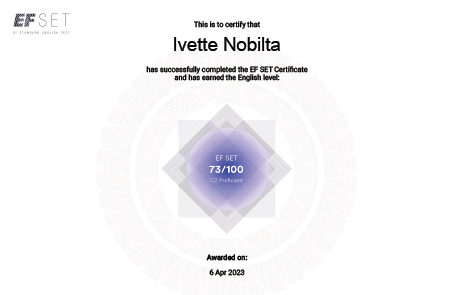 EF SET
EF STANDARD ENGLISH TEST
This is to certify that
Ivette Nobilta
has successfully completed the EF SET Certificate
and has earned the English level:
EF SET
73/100
C2 Proficient
Awarded on:
6 Apr 2023